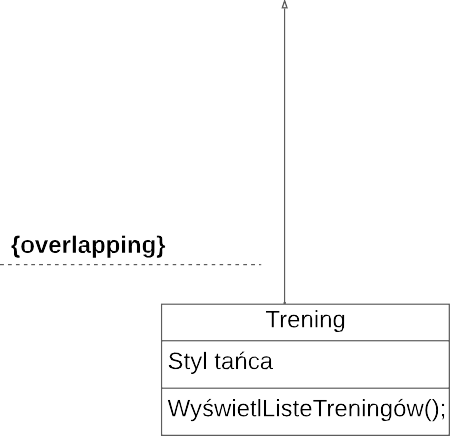 {overlapping}
Trening
Styl tańca
WyświetlListeTreningów();